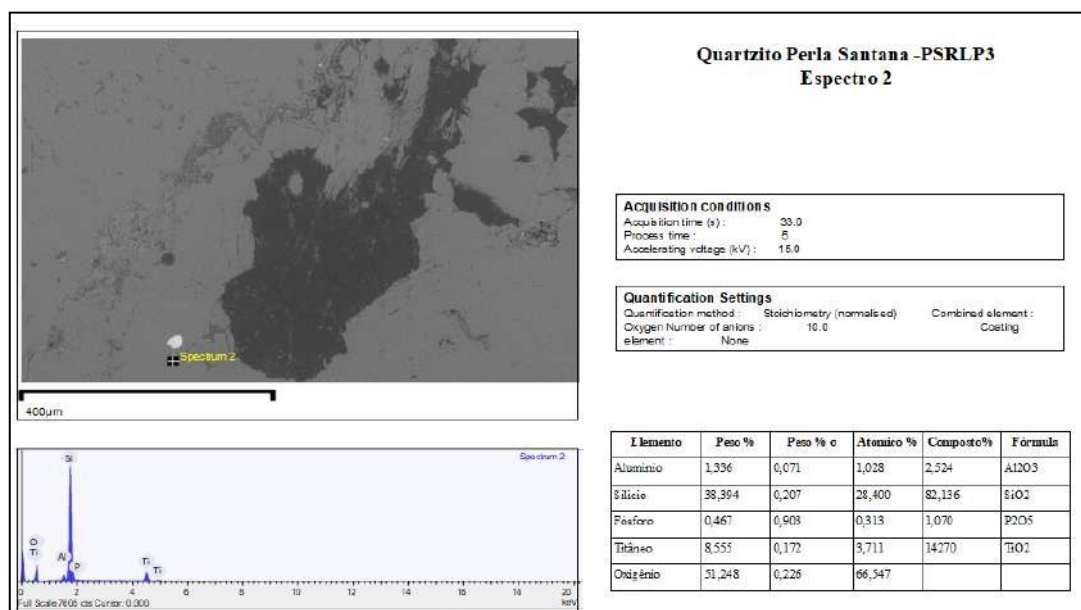 Quartzito Perla Santana -PSRLP3
Espectro 2
Spectrum 2
400µm
Acquisition conditions
Acquisition time (s) : 33.0
Process time : 5
Accelerating voltage (kV) : 15.0
Quantification Settings
Quantification method : Stoichiometry (normalised) Combined element :
Oxygen Number of anions : 16.0 Coating
element : None
Spectrum 2
Si
O
Ti
Al
P
Ti
Ti
0 2 4 6 8 10 12 14 16 18 20
Full Scale 7605 cts Cursor: 0.000 keV
Elemento Peso % Peso % σ Atomico % Composto% Fórmula
Alumínio 1,336 0,071 1,028 2,524 Al2O3
Silício 38,394 0,207 28,400 82,136 SiO2
Fósforo 0,467 0,903 0,313 1,070 P2O5
Titâneo 8,555 0,172 3,711 14270 TiO2
Oxigênio 51,248 0,226 66,547